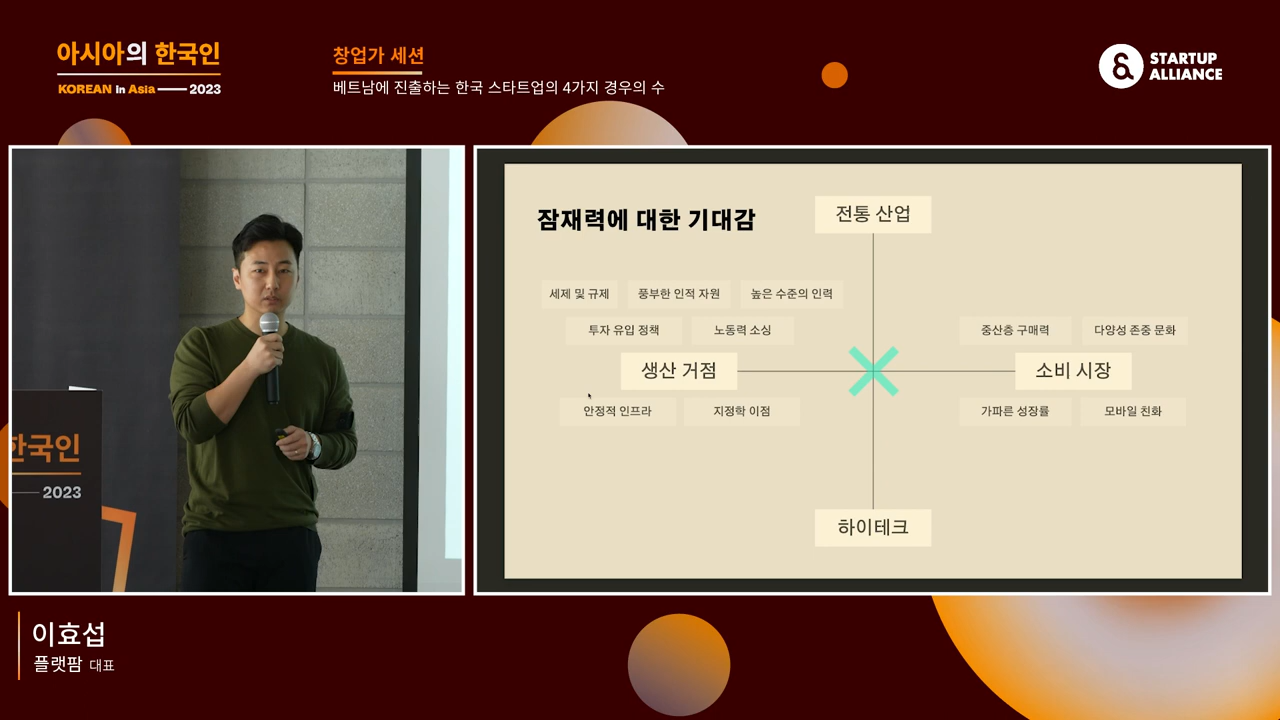 아시아의 한국인
KOREAN in Asia 2023
창업가 세션
베트남에 진출하는 한국 스타트업의 4가지 경우의 수
STARTUP
ALLIANCE
한국인
2023
잠재력에 대한 기대감
전통 산업
세제 및 규제 풍부한 인적 자원 높은 수준의 인력
투자 유입 정책 노동력 소싱
중산층 구매력 다양성 존중 문화
생산 거점
소비 시장
안정적 인프라 지정학 이점
가파른 성장률 모바일 친화
하이테크
이효섭
플랫팜 대표